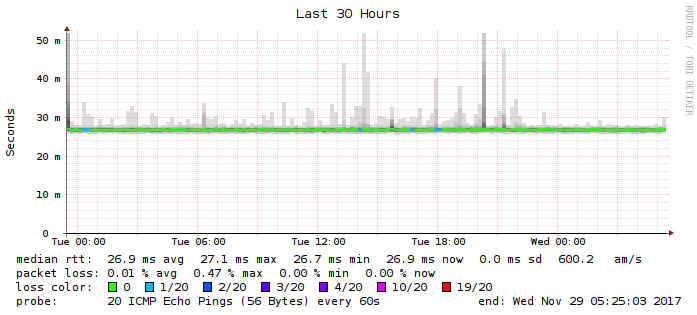 Last 30 Hours
RRDTOOL / TOBI OETIKER
Seconds
50 m
40 m
30 m
20 m
10 m
0
Tue 00:00 Tue 06:00 Tue 12:00 Tue 18:00 Wed 00:00
median rtt: 26.9 ms avg 27.1 ms max 26.7 ms min 26.9 ms now 0.0 ms sd 600.2 am/s
packet loss: 0.01 % avg 0.47 % max 0.00 % min 0.00 % now
loss color: 0 1/20 2/20 3/20 4/20 10/20 19/20
probe: 20 ICMP Echo Pings (56 Bytes) every 60s end: Wed Nov 29 05:25:03 2017